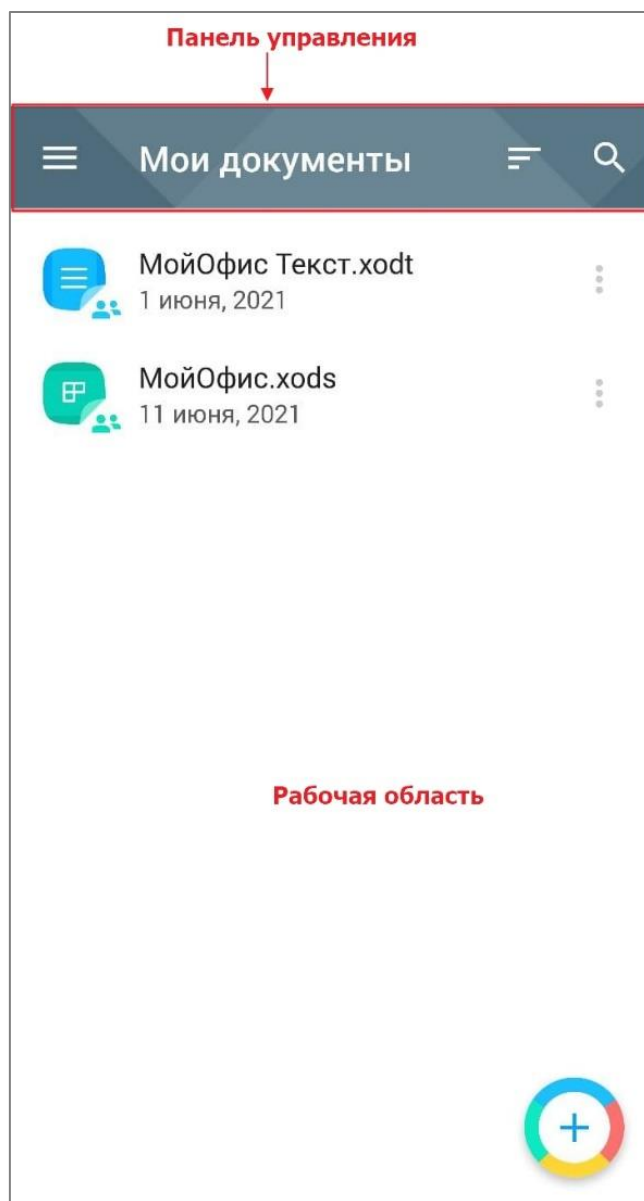 Панель управления
Мои документы
МойОфис Текст.xodt
1 июня, 2021
МойОфис.xods
11 июня, 2021
Рабочая область